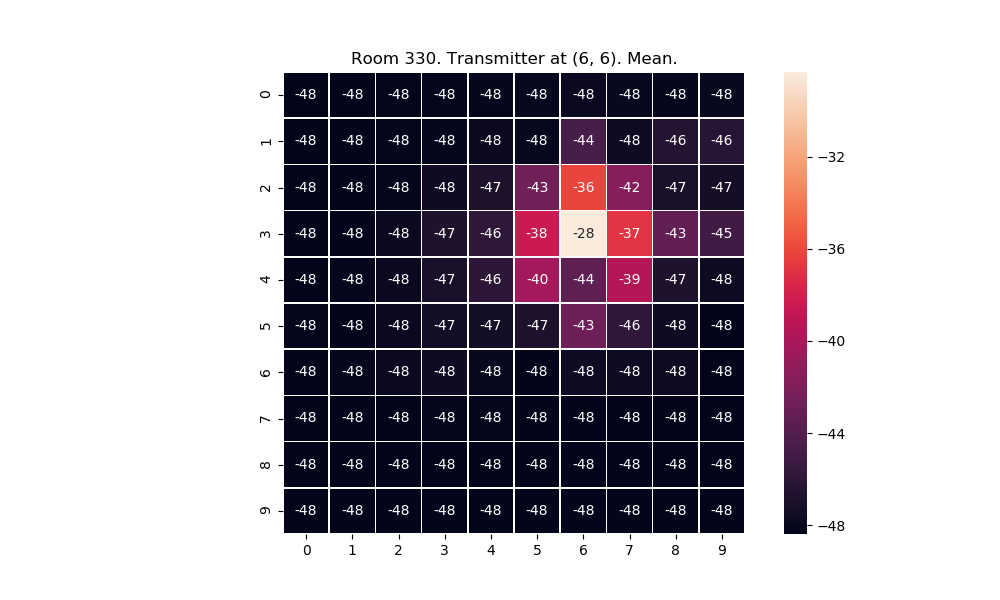 Room 330. Transmitter at (6, 6). Mean.
0 -48 -48 -48 -48 -48 -48 -48 -48 -48 -48
1 -48 -48 -48 -48 -48 -48 -44 -48 -46 -46
−32
2 -48 -48 -48 -48 -47 -43 -36 -42 -47 -47
3 -48 -48 -48 -47 -46 -38 -28 -37 -43 -45
−36
4 -48 -48 -48 -47 -46 -40 -44 -39 -47 -48
5 -48 -48 -48 -47 -47 -47 -43 -46 -48 -48
−40
6 -48 -48 -48 -48 -48 -48 -48 -48 -48 -48
7 -48 -48 -48 -48 -48 -48 -48 -48 -48 -48
−44
8 -48 -48 -48 -48 -48 -48 -48 -48 -48 -48
9 -48 -48 -48 -48 -48 -48 -48 -48 -48 -48
−48
0 1 2 3 4 5 6 7 8 9